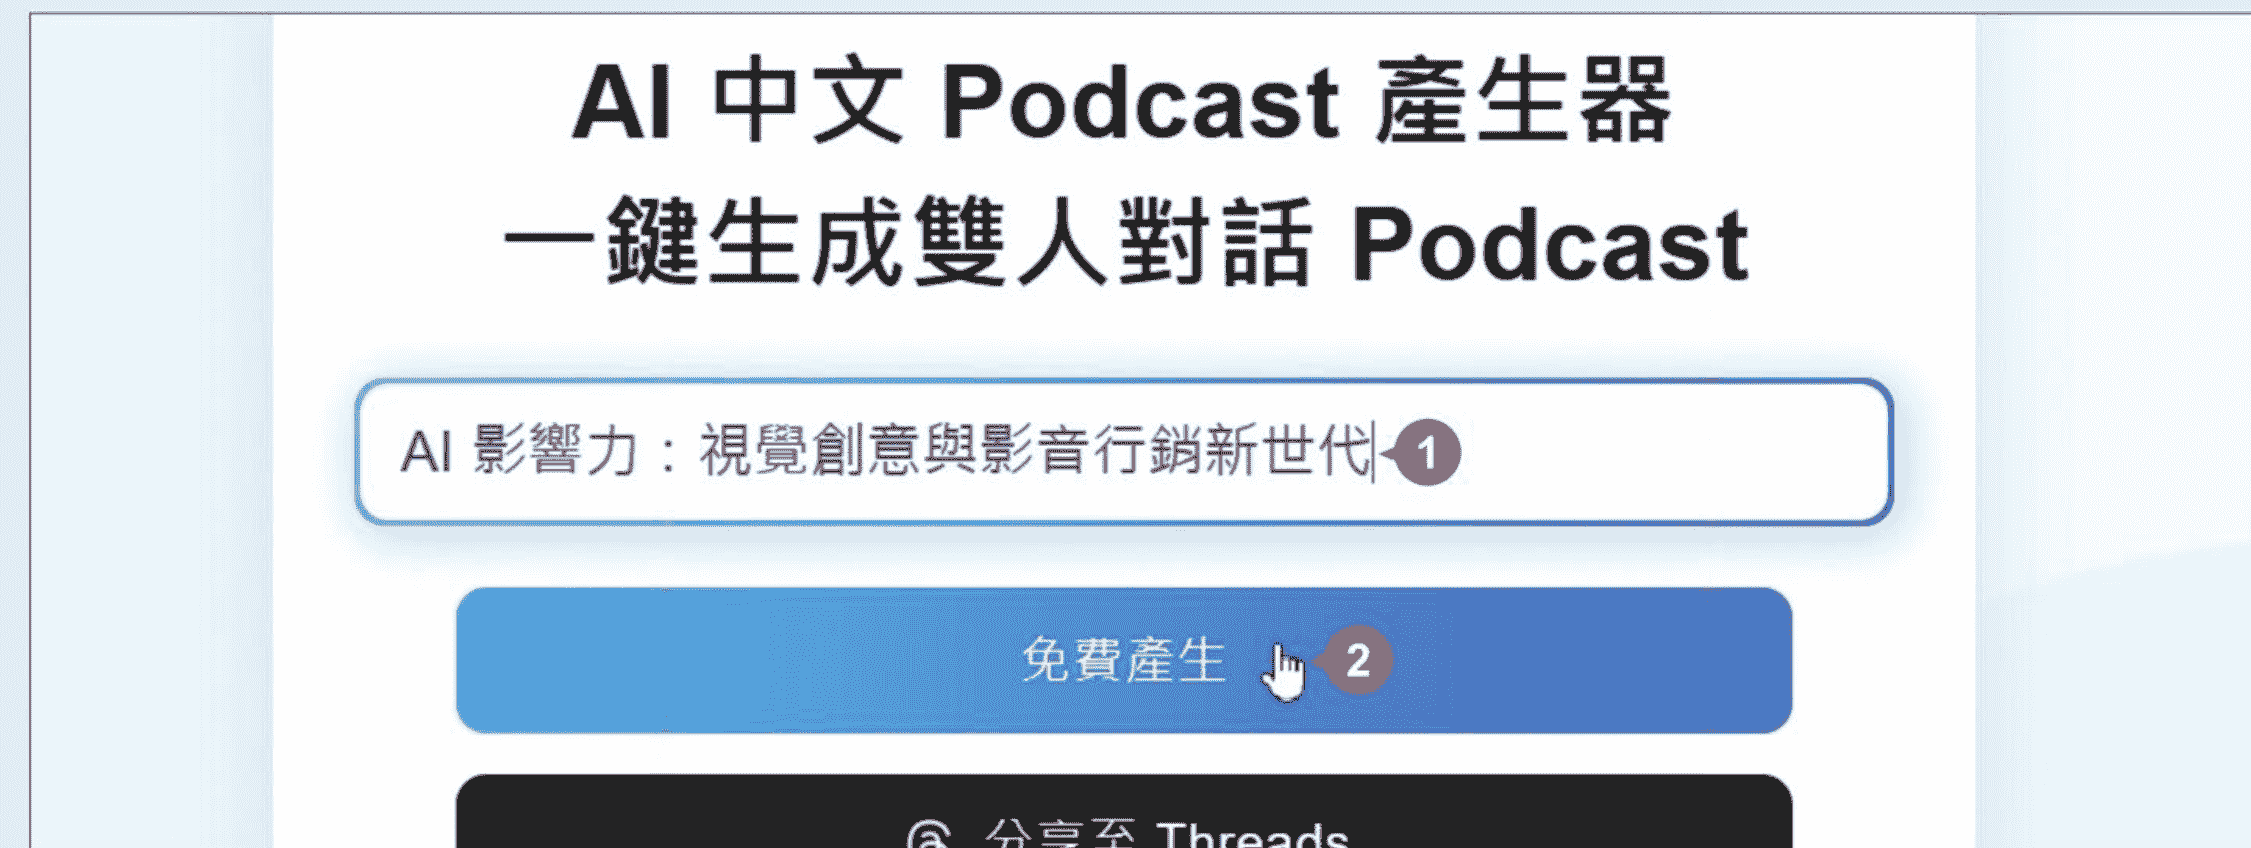 AI 中文 Podcast 產生器
一鍵生成雙人對話 Podcast
AI 影響力：視覺創意與影音行銷新世代
1
免費產生
2
分享至 Threads